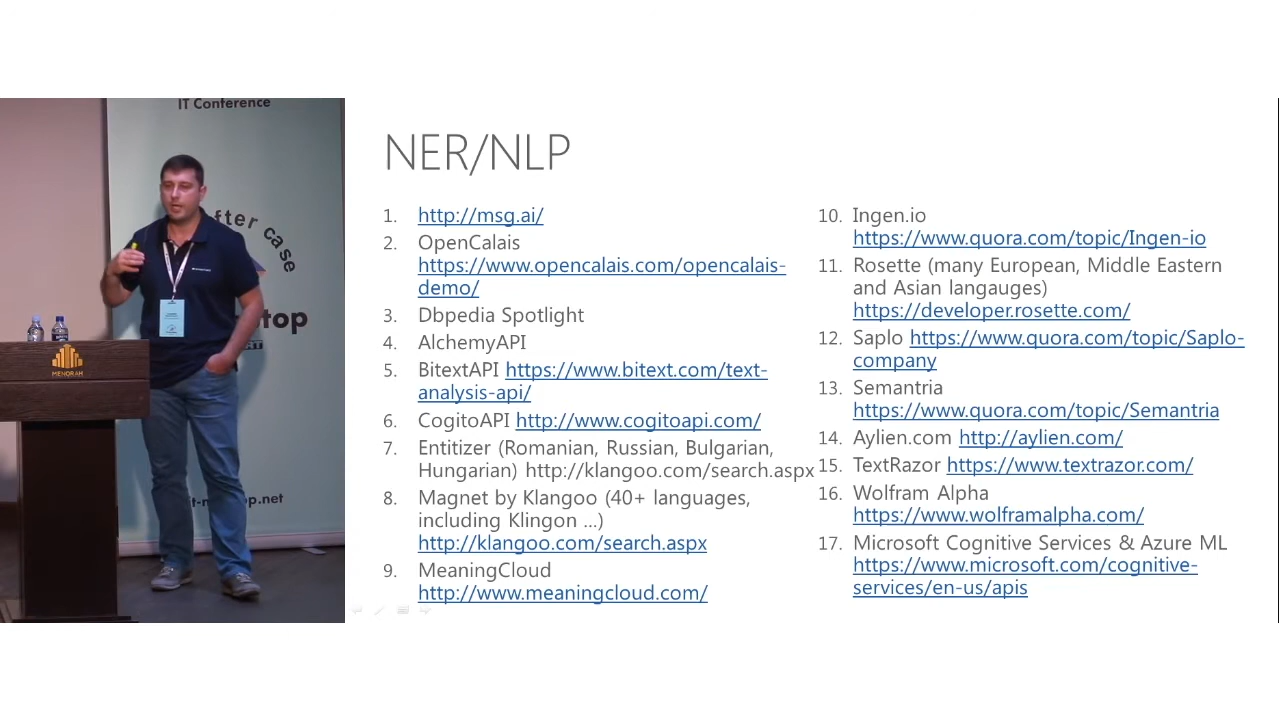 IT Conference
fter case
top
MENORAH
NER/NLP
1. http://msg.ai/
2. OpenCalais
https://www.opencalais.com/opencalais-
demo/
3. Dbpedia Spotlight
4. AlchemyAPI
5. BitextAPI https://www.bitext.com/text-
analysis-api/
6. CogitoAPI http://www.cogitoapi.com/
7. Entitizer (Romanian, Russian, Bulgarian,
Hungarian) http://klangoo.com/search.aspx
8. Magnet by Klangoo (40+ languages,
including Klingon ...)
http://klangoo.com/search.aspx
9. MeaningCloud
http://www.meaningcloud.com/
10. Ingen.io
https://www.quora.com/topic/Ingen-io
11. Rosette (many European, Middle Eastern
and Asian langauges)
https://developer.rosette.com/
12. Saplo https://www.quora.com/topic/Saplo-
company
13. Semantria
https://www.quora.com/topic/Semantria
14. Aylien.com http://aylien.com/
15. TextRazor https://www.textrazor.com/
16. Wolfram Alpha
https://www.wolframalpha.com/
17. Microsoft Cognitive Services & Azure ML
https://www.microsoft.com/cognitive-
services/en-us/apis